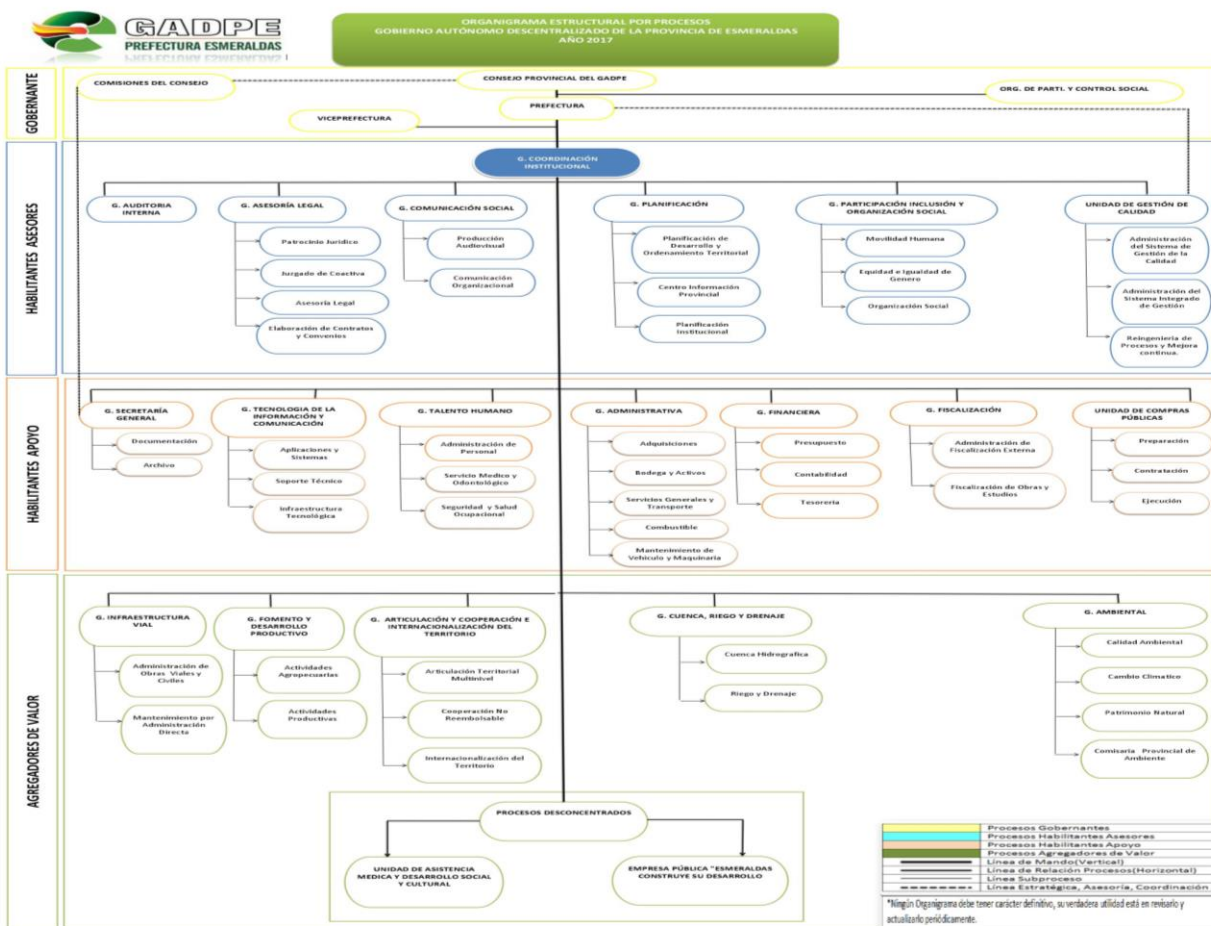 GADPE
PREFECTURA ESMERALDAS
ORGANIGRAMA ESTRUCTURAL POR PROCESOS
GOBIERNO AUTÓNOMO DESCENTRALIZADO DE LA PROVINCIA DE ESMERALDAS
AÑO 2017
GOBERNANTE
COMISIONES DEL CONSEJO
CONSEJO PROVINCIAL DEL GADPE
ORG. DE PARTI. Y CONTROL SOCIAL
PREFECTURA
VICEPREFECTURA
HABILITANTES ASESORES
G. COORDINACIÓN
INSTITUCIONAL
G. AUDITORIA
INTERNA
G. ASESORÍA LEGAL
Patrocinio Jurídico
Jurgado de Coactiva
Asesoría Legal
Elaboración de Contratos
y Convenios
G. COMUNICACIÓN SOCIAL
Producción
Audiovisual
Comunicación
Organizacional
G. PLANIFICACIÓN
Planificación de
Desarrollo y
Ordenamiento Territorial
Centro Información
Provincial
Planificación
Institucional
G. PARTICIPACIÓN INCLUSIÓN Y
ORGANIZACIÓN SOCIAL
Movilidad Humana
Equidad e Igualdad de
Genero
Organización Social
UNIDAD DE GESTIÓN DE
CALIDAD
Administración
del Sistema de
Gestión de la
Calidad
Administración del
Sistema Integrado
de Gestión
Reingeniería de
Procesos y Mejora
continua.
HABILITANTES APOYO
G. SECRETARÍA
GENERAL
Documentación
Archivo
G. TECNOLOGIA DE LA
INFORMACIÓN Y
COMUNICACIÓN
Aplicaciones y
Sistemas
Soporte Técnico
Infraestructura
Tecnológica
G. TALENTO HUMANO
Administración de
Personal
Servicio Medico y
Odontológico
Seguridad y Salud
Ocupacional
G. ADMINISTRATIVA
Adquisiciones
Bodega y Activos
Servicios Generales y
Transporte
Combustible
Mantenimiento de
Vehículo y Maquinaria
G. FINANCIERA
Presupuesto
Contabilidad
Tesorería
G. FISCALIZACIÓN
Administración de
Fiscalización Externa
Fiscalización de Obras y
Estudios
UNIDAD DE COMPRAS
PÚBLICAS
Preparación
Contratación
Ejecución
AGREGADORES DE VALOR
G. INFRAESTRUCTURA
VIAL
Administración de
Obras Viales y
Civiles
Mantenimiento por
Administración
Directa
G. FOMENTO Y
DESARROLLO
PRODUCTIVO
Actividades
Agropecuarias
Actividades
Productivas
G. ARTICULACIÓN Y COOPERACIÓN E
INTERNACIONALIZACIÓN DEL
TERRITORIO
Articulación Territorial
Multinivel
Cooperación No
Reembolsable
Internacionalización del
Territorio
G. CUENCA, RIEGO Y DRENAJE
Cuenca Hidrografica
Riego y Drenaje
G. AMBIENTAL
Calidad Ambiental
Cambio Climatico
Patrimonio Natural
Comisaria Provincial de
Ambiente
PROCESOS DESCONCENTRADOS
UNIDAD DE ASISTENCIA
MEDICA Y DESARROLLO SOCIAL
Y CULTURAL
EMPRESA PÚBLICA "ESMERALDAS
CONSTRUYE SU DESARROLLO
Procesos Gobernantes
Procesos Habilitantes Asesores
Procesos Habilitantes Apoyo
Procesos Agregadores de Valor
Línea de Mando(Vertical)
Línea de Relación Procesos(Horizontal)
Línea Subproceso
Línea Estratégica, Asesoría, Coordinación
*Ningún Organigrama debe tener carácter definitivo, su verdadera utilidad está en revisarlo y
actualizarlo periódicamente.